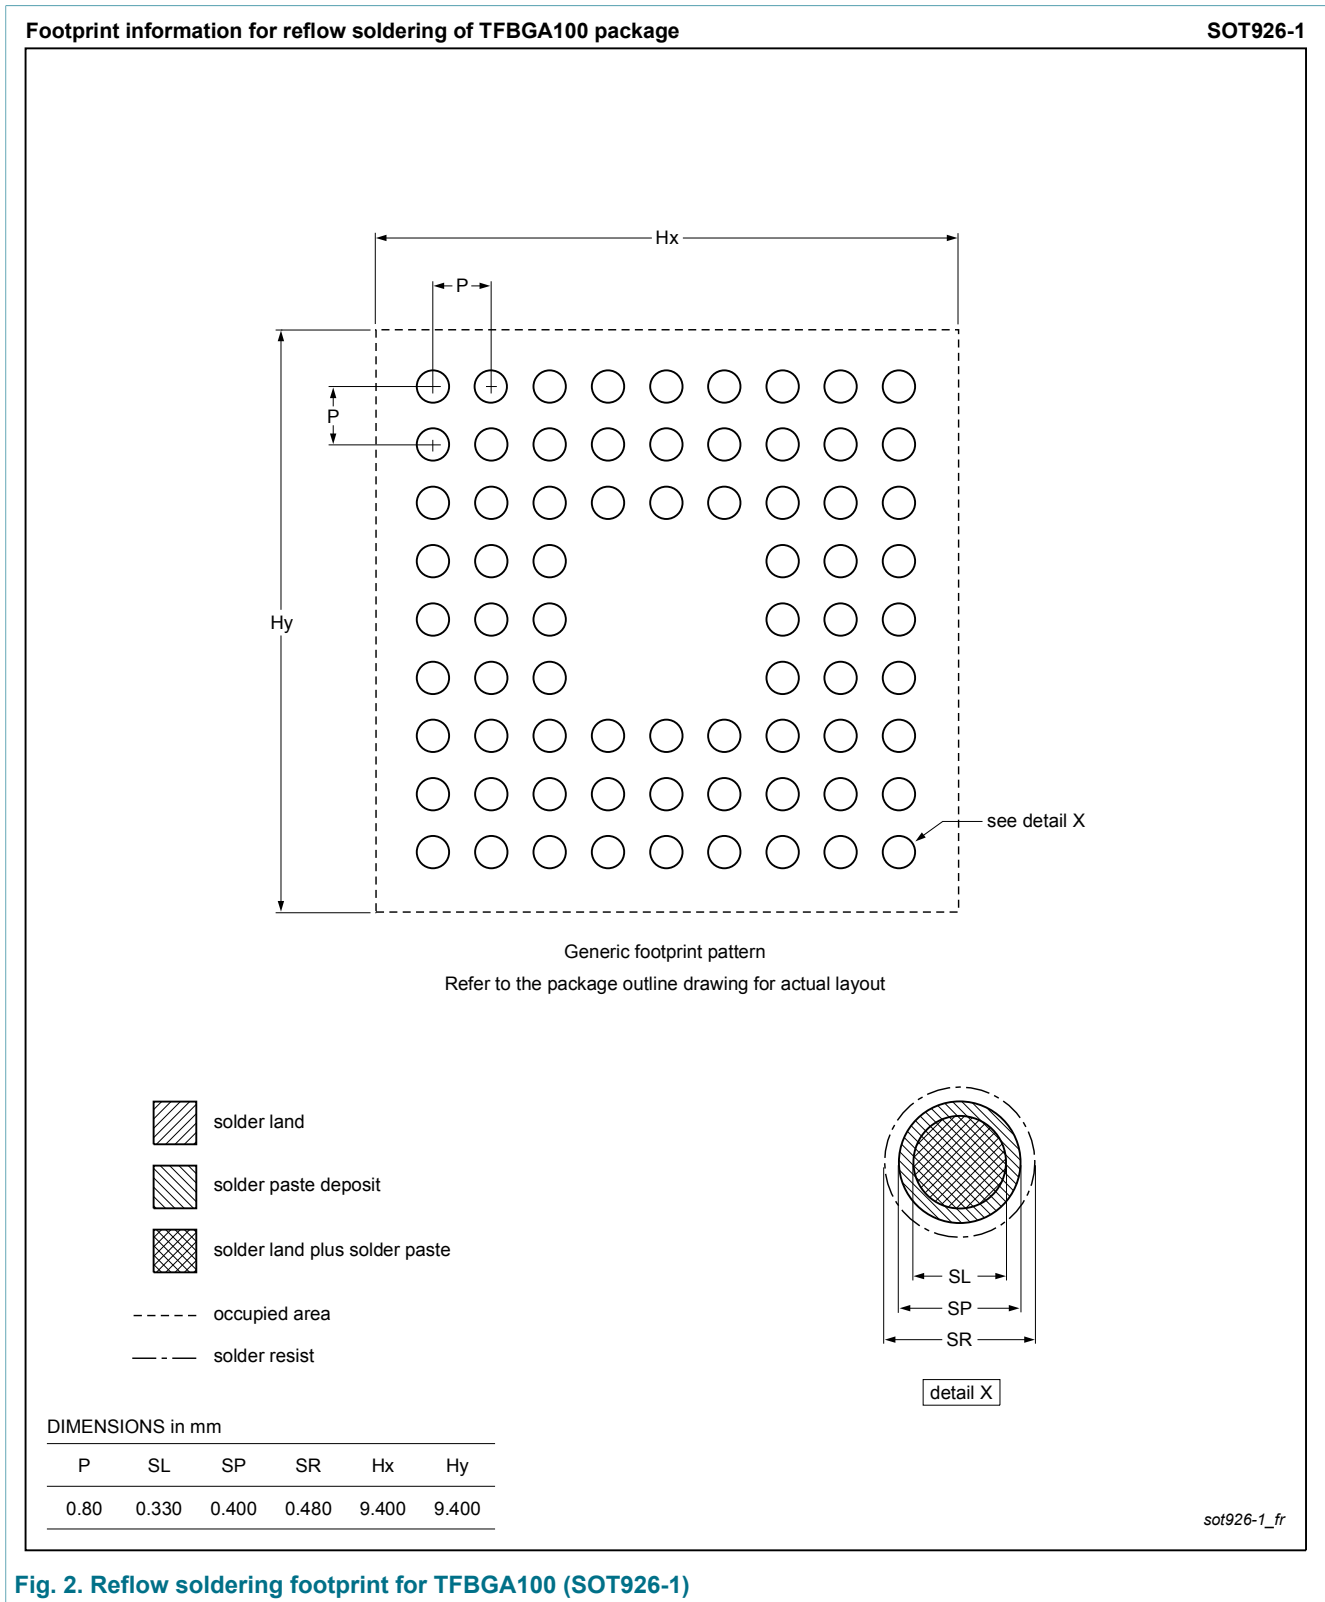 Footprint information for reflow soldering of TFBGA100 package SOT926-1
Hx
P
P
Hy
see detail X
Generic footprint pattern
Refer to the package outline drawing for actual layout
solder land
solder paste deposit
solder land plus solder paste
occupied area
solder resist
SL
SP
SR
detail X
DIMENSIONS in mm
P SL SP SR Hx Hy
0.80 0.330 0.400 0.480 9.400 9.400
sot926-1_fr
Fig. 2. Reflow soldering footprint for TFBGA100 (SOT926-1)